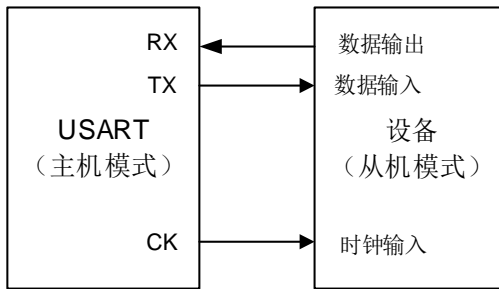 RX
数据输出
TX
数据输入
USART
设备
（主机模式）
（从机模式）
CK
时钟输入